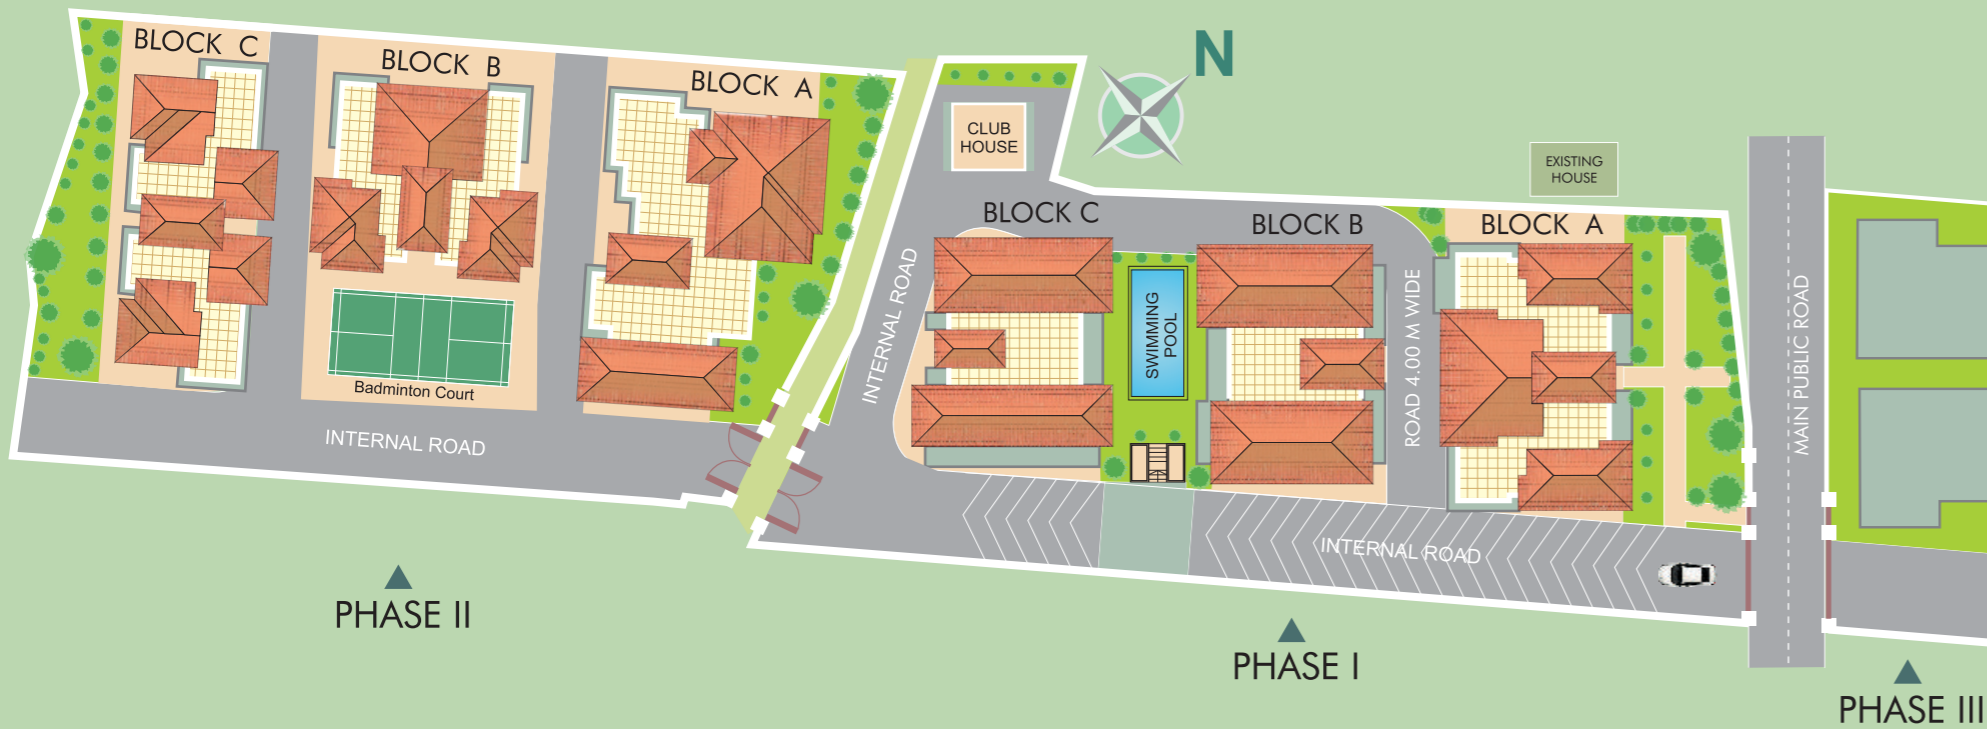 BLOCK C
BLOCK B
BLOCK A
Badminton Court
INTERNAL ROAD
PHASE II
N
CLUB
HOUSE
INTERNAL ROAD
BLOCK C
SWIMMING
POOL
BLOCK B
ROAD 4.00 M WIDE
EXISTING
HOUSE
BLOCK A
INTERNAL ROAD
MAIN PUBLIC ROAD
PHASE I
PHASE III